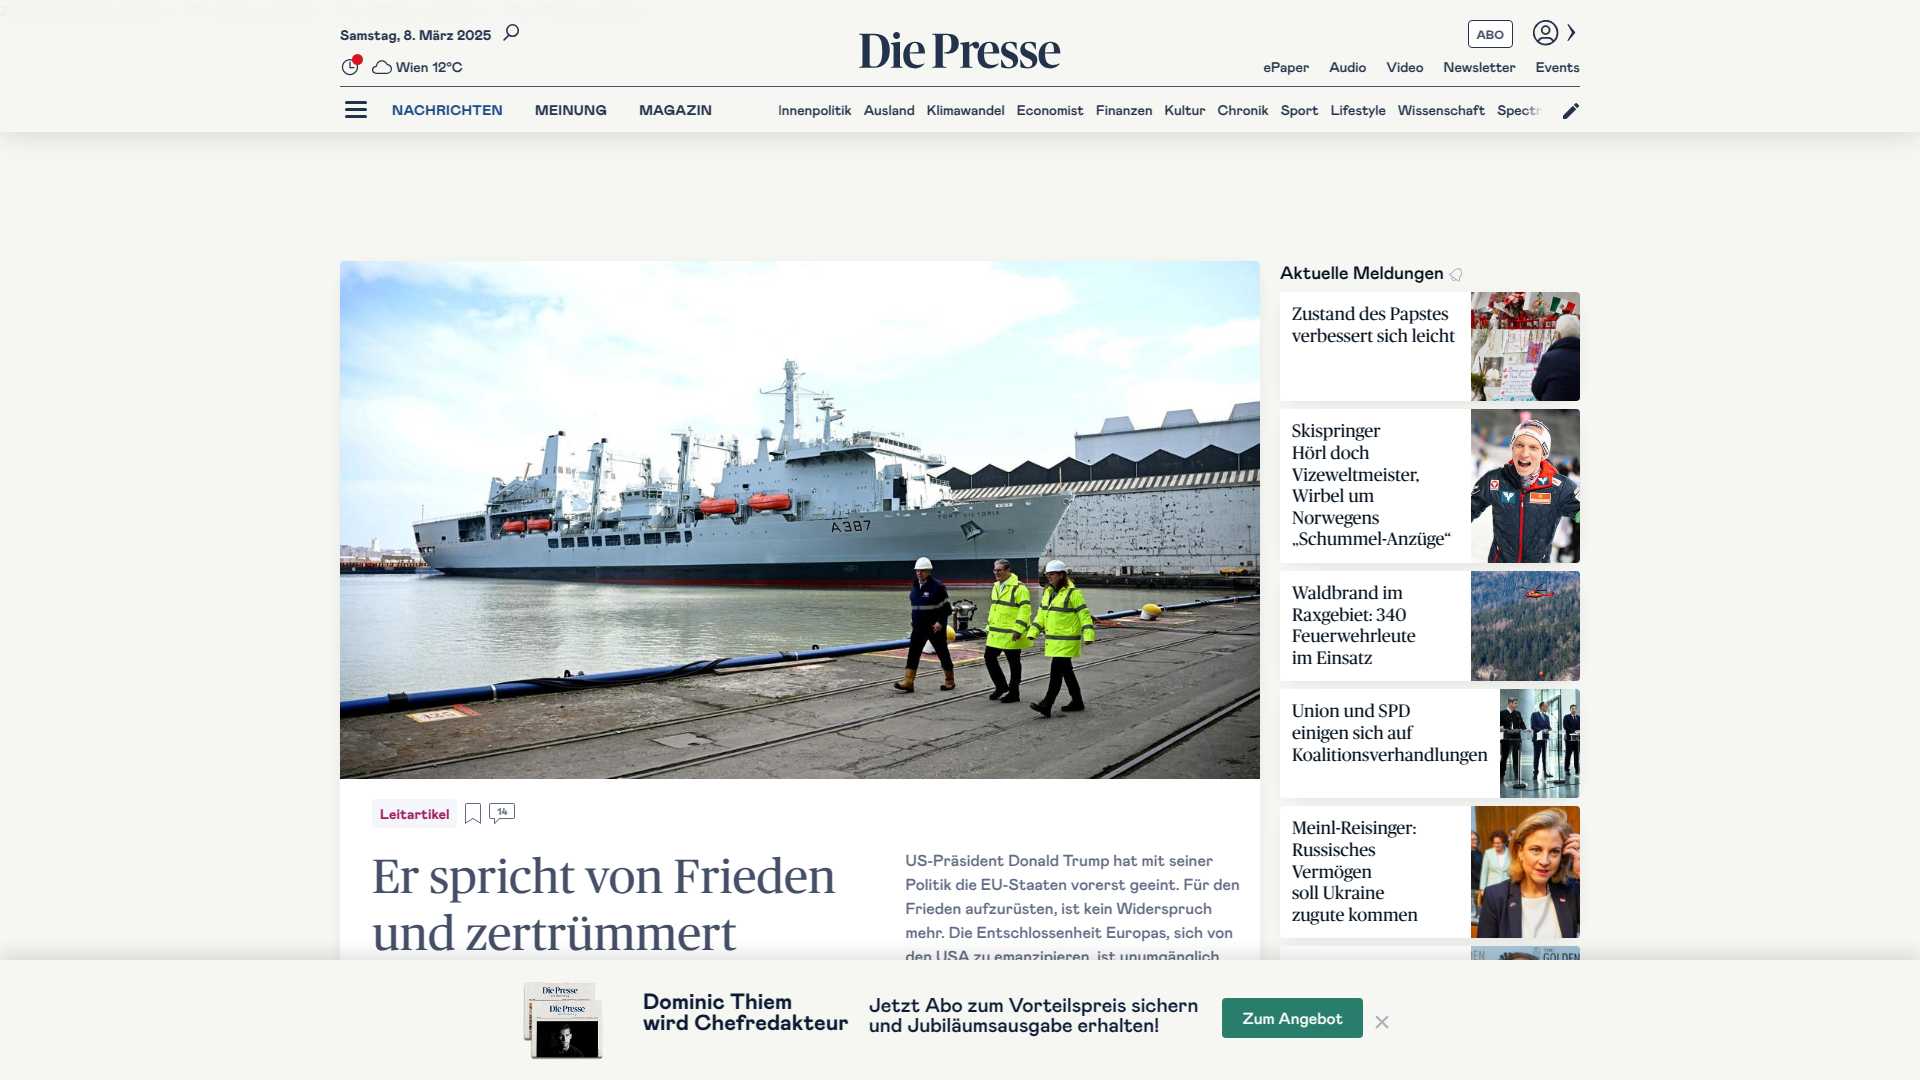 Samstag, 8. März 2025
Die Presse
ABO
Wien 12°C
ePaper Audio Video Newsletter Events
NACHRICHTEN MEINUNG MAGAZIN
Innenpolitik Ausland Klimawandel Economist Finanzen Kultur Chronik Sport Lifestyle Wissenschaft Spectr
A387
FORT VICTORIA
Leitartikel
14
Er spricht von Frieden
und zertrümmert
US-Präsident Donald Trump hat mit seiner
Politik die EU-Staaten vorerst geeint. Für den
Frieden aufzurüsten, ist kein Widerspruch
mehr. Die Entschlossenheit Europas, sich von
den USA zu emanzipieren, ist unumgänglich
Aktuelle Meldungen
Zustand des Papstes
verbessert sich leicht
Skispringer
Hörl doch
Vizeweltmeister,
Wirbel um
Norwegens
„Schummel-Anzüge“
Waldbrand im
Raxgebiet: 340
Feuerwehrleute
im Einsatz
Union und SPD
einigen sich auf
Koalitionsverhandlungen
Meinl-Reisinger:
Russisches
Vermögen
soll Ukraine
zugute kommen
GOLDEN
Die Presse
Die Presse
Dominic Thiem
wird Chefredakteur
Jetzt Abo zum Vorteilspreis sichern
und Jubiläumsausgabe erhalten!
Zum Angebot